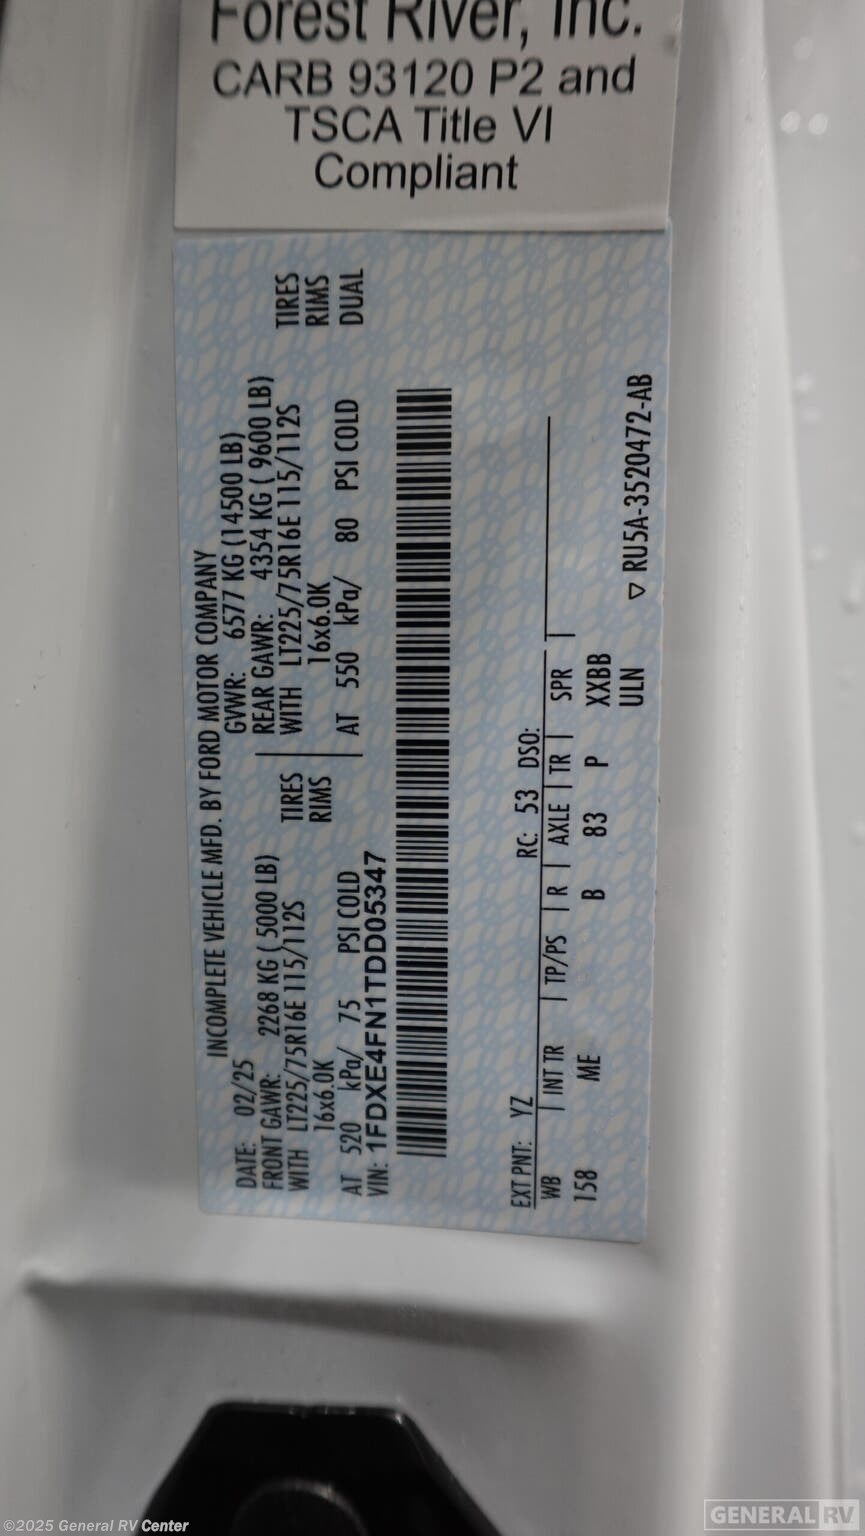 Forest River, Inc.
CARB 93120 P2 and
TSCA Title VI
Compliant
INCOMPLETE VEHICLE MFD. BY FORD MOTOR COMPANY
DATE: 02/25 GVWR: 6577 KG (14500 LB)
FRONT GAWR: 2268 KG ( 5000 LB) REAR GAWR: 4354 KG ( 9600 LB)
WITH LT225/75R16E 115/112S TIRES WITH LT225/75R16E 115/112S TIRES
16x6.0K RIMS 16x6.0K RIMS
AT 520 kPa/ 75 PSI COLD AT 550 kPa/ 80 PSI COLD DUAL
VIN: 1FDXE4FN1TDD05347
EXT PNT: YZ RC: 53 DSO:
WB INT TR TP/PS R AXLE TR SPR
158 ME B 83 P XXBB
ULN
▽ RU5A-3520472-AB
©2025 General RV Center
GENERAL RV